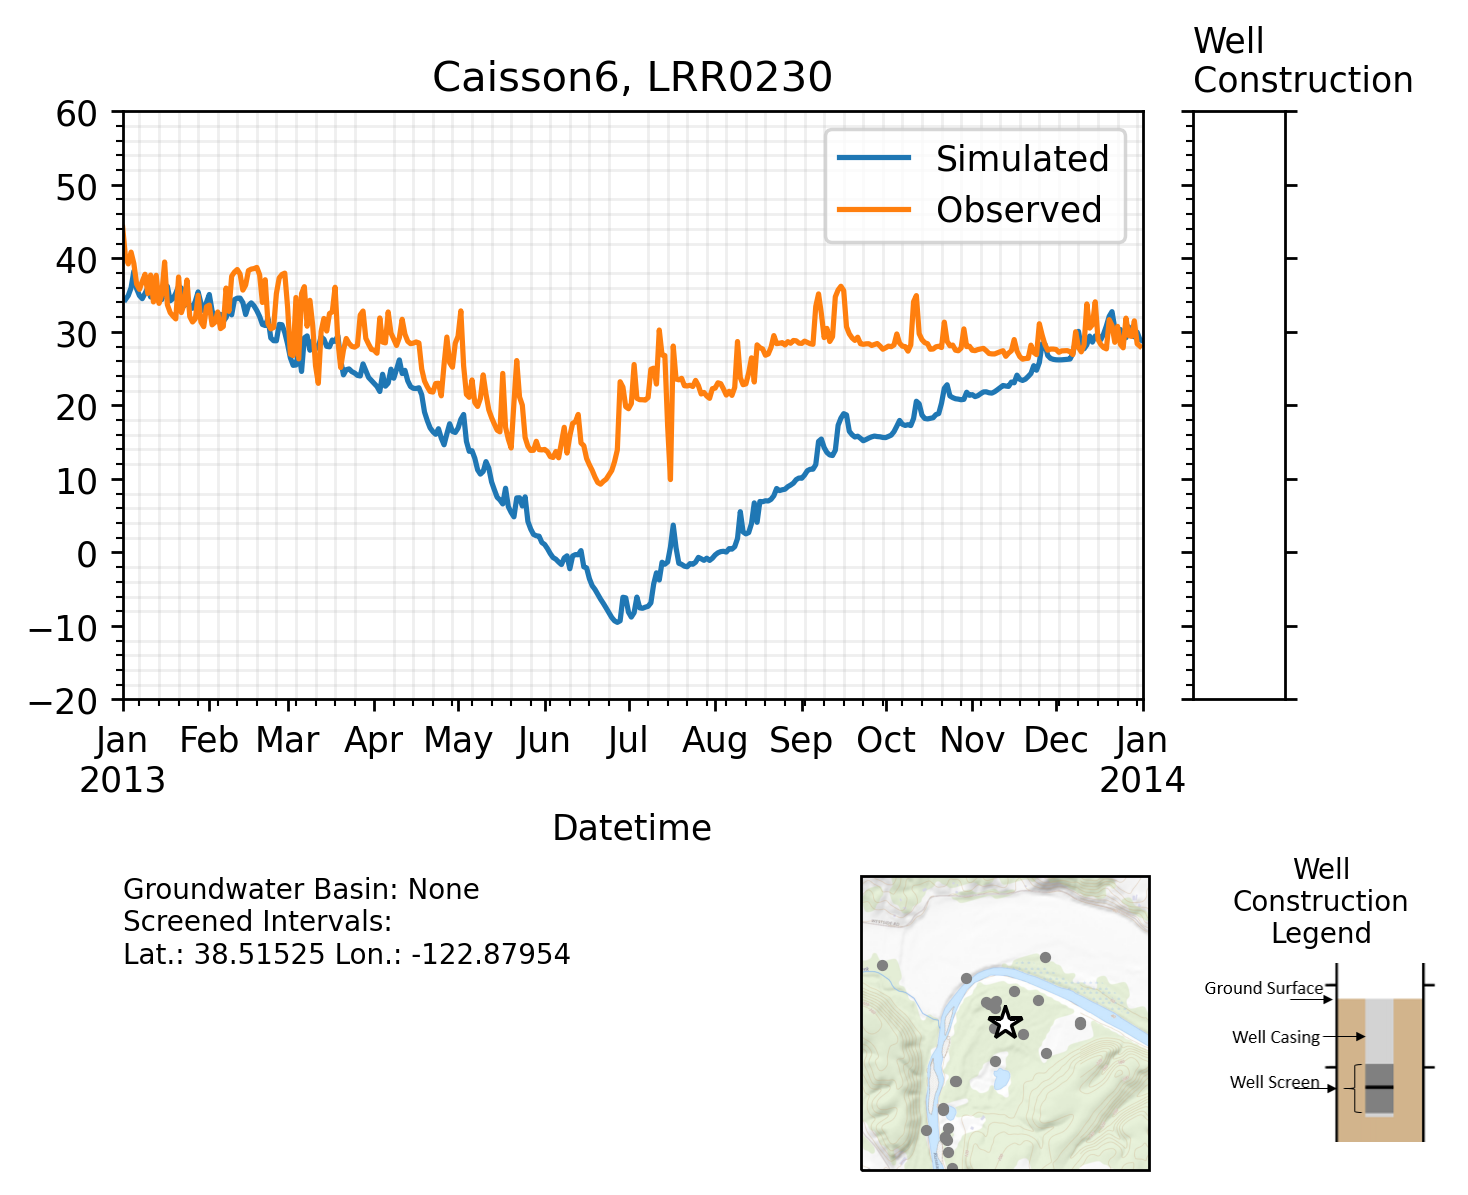 Well
Construction
Caisson6, LRR0230
60
50
40
30
20
10
0
−10
−20
Simulated
Observed
Jan Feb Mar Apr May Jun Jul Aug Sep Oct Nov Dec Jan
2013 2014
Datetime
Groundwater Basin: None
Screened Intervals:
Lat.: 38.51525 Lon.: -122.87954
Well
Construction
Legend
Ground Surface
Well Casing
Well Screen